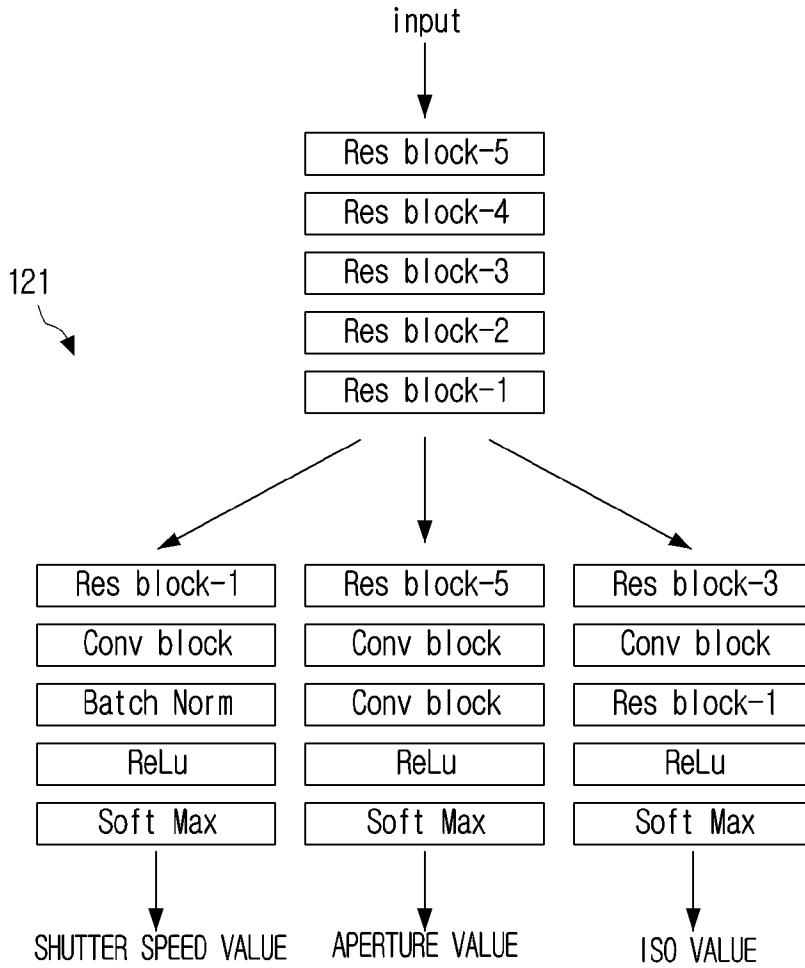 input
Res block-5
Res block-4
Res block-3
121
Res block-2
Res block-1
Res block-1
Conv block
Batch Norm
ReLu
Soft Max
SHUTTER SPEED VALUE
Res block-5
Conv block
Conv block
ReLu
Soft Max
APERTURE VALUE
Res block-3
Conv block
Res block-1
ReLu
Soft Max
ISO VALUE